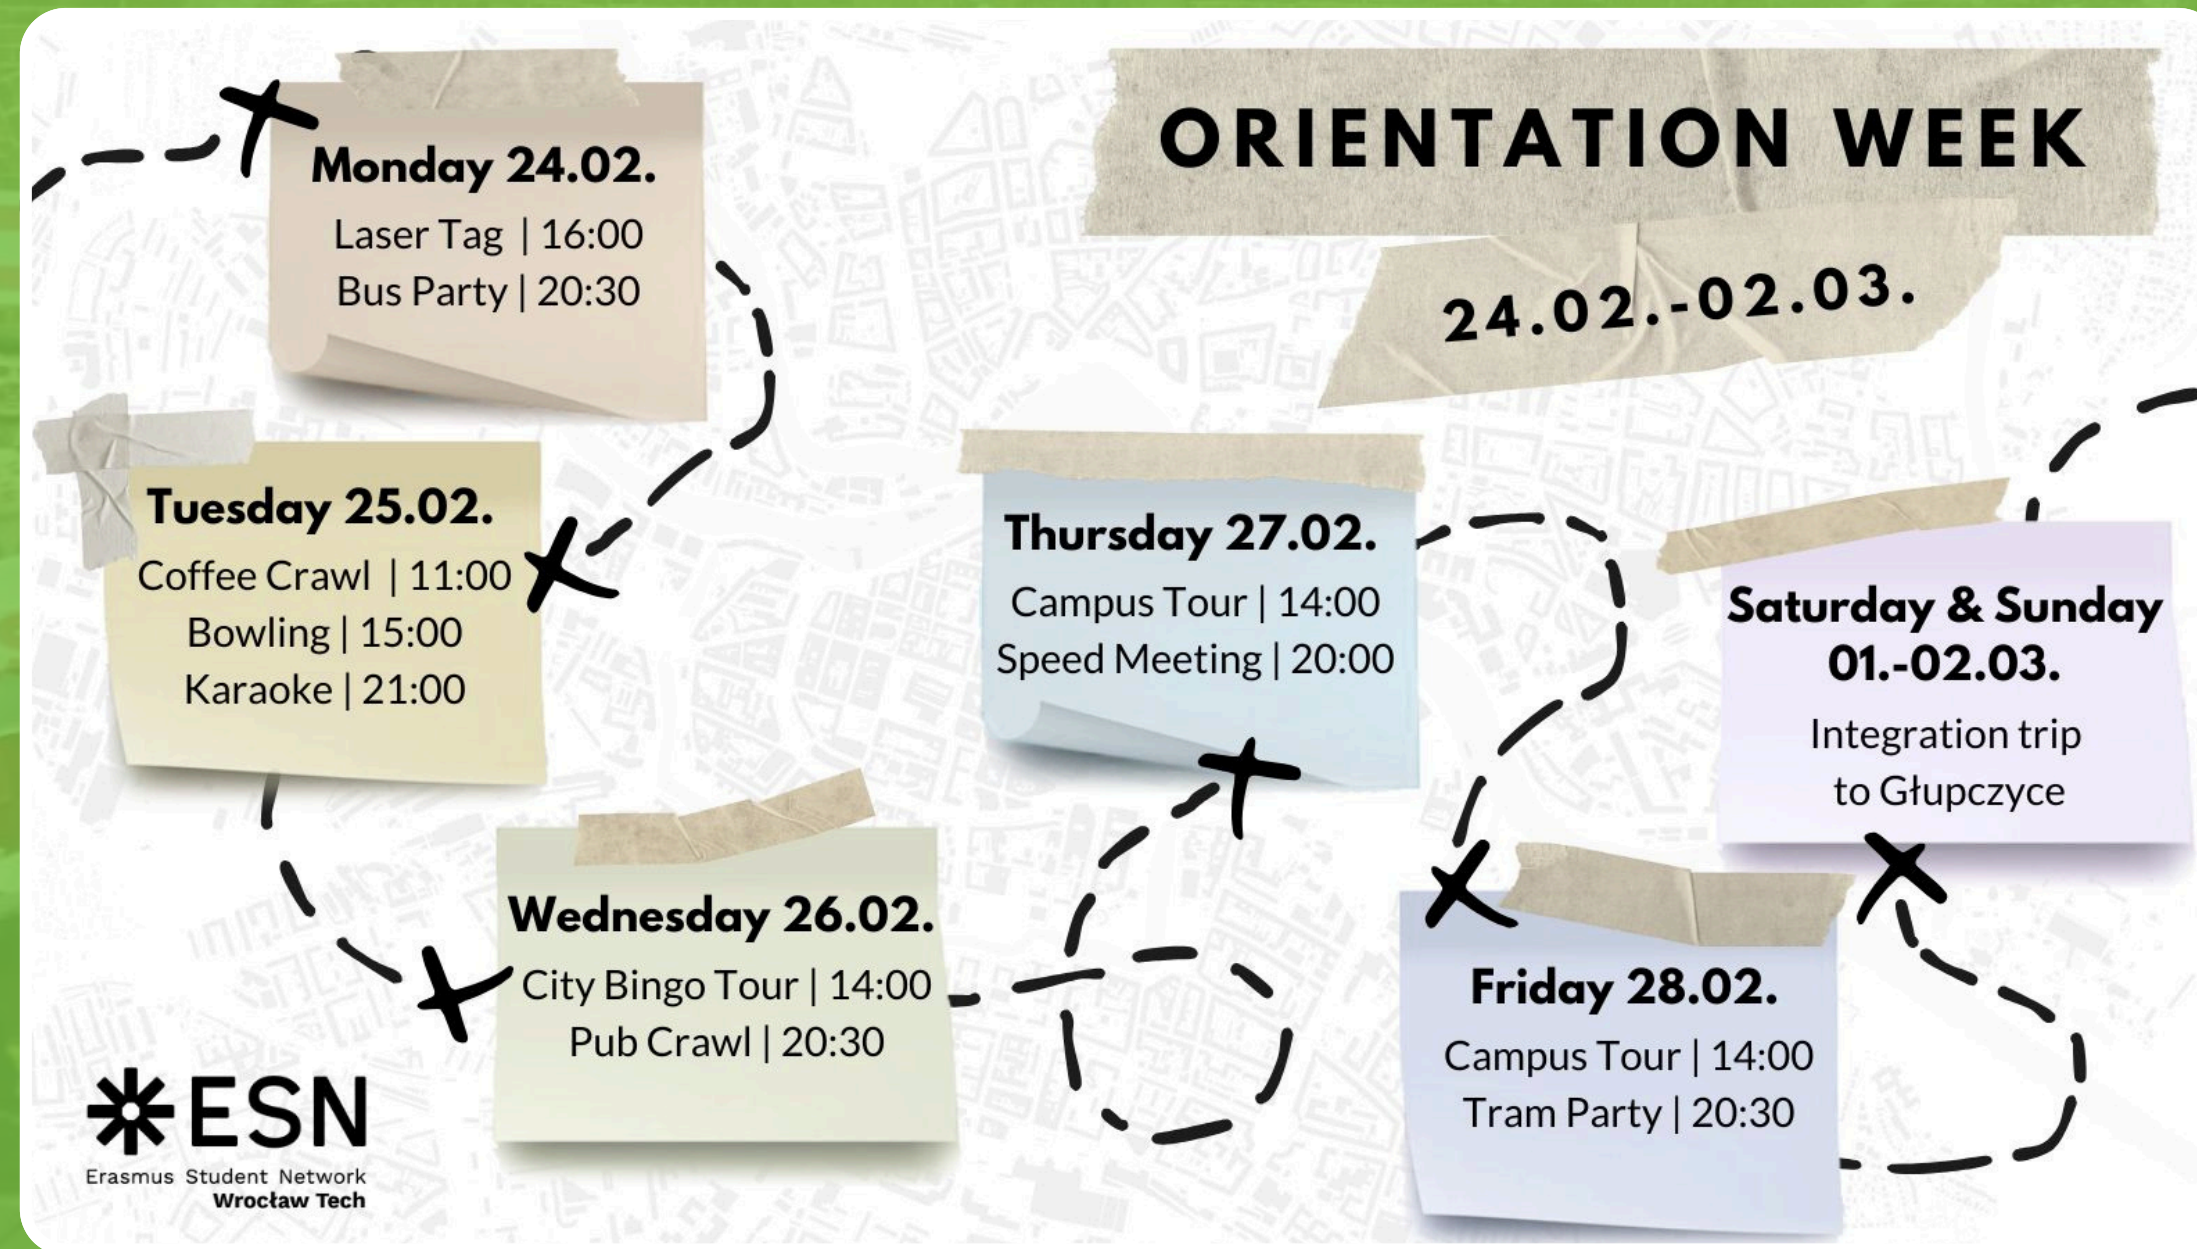 ORIENTATION WEEK
24.02.-02.03.
Monday 24.02.
Laser Tag | 16:00
Bus Party | 20:30
Tuesday 25.02.
Coffee Crawl | 11:00
Bowling | 15:00
Karaoke | 21:00
Wednesday 26.02.
City Bingo Tour | 14:00
Pub Crawl | 20:30
Thursday 27.02.
Campus Tour | 14:00
Speed Meeting | 20:00
Friday 28.02.
Campus Tour | 14:00
Tram Party | 20:30
Saturday & Sunday
01.-02.03.
Integration trip
to Głupczyce
ESN
Erasmus Student Network
Wrocław Tech